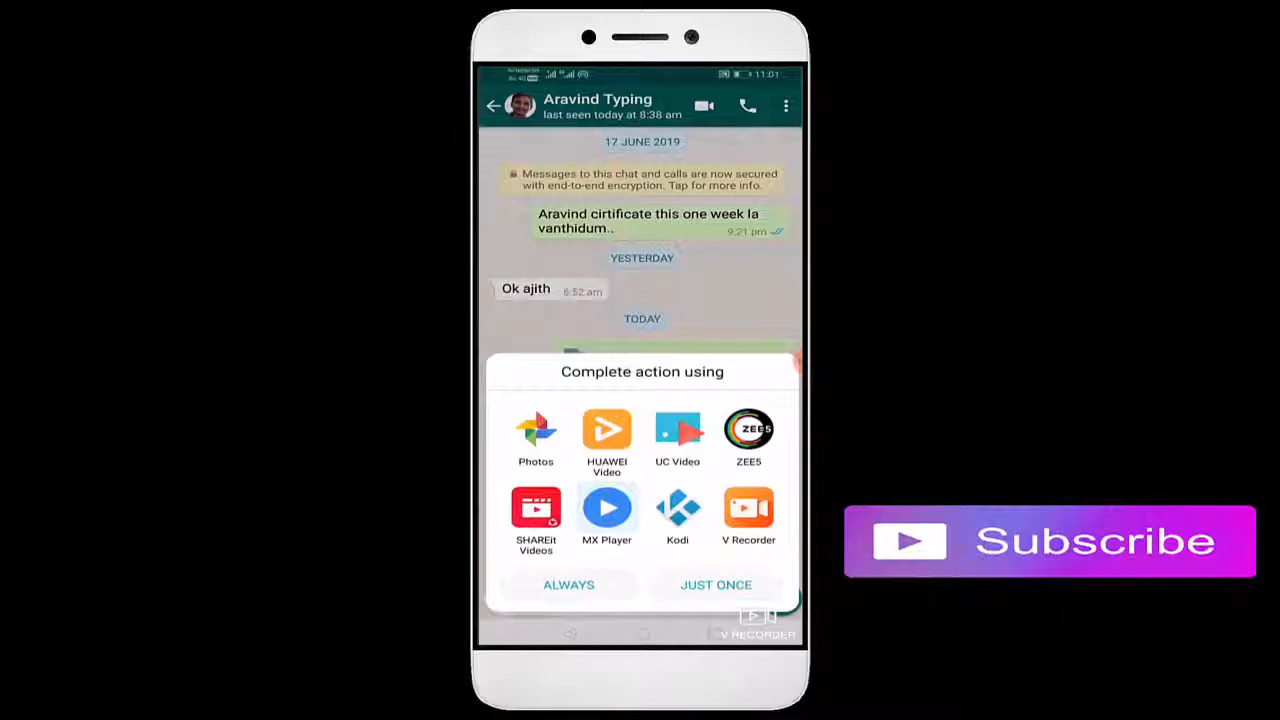 11:01
Aravind Typing
last seen today at 8:38 am
17 JUNE 2019
Messages to this chat and calls are now secured
with end-to-end encryption. Tap for more info.
Aravind cirtificate this one week la
vanthidum..
9:21 pm
YESTERDAY
Ok ajith 6:52 am
TODAY
Complete action using
ZEE5
Photos
HUAWEI
Video
UC Video
ZEE5
SHAREit
Videos
MX Player
Kodi
V Recorder
ALWAYS
JUST ONCE
V RECORDER
Subscribe